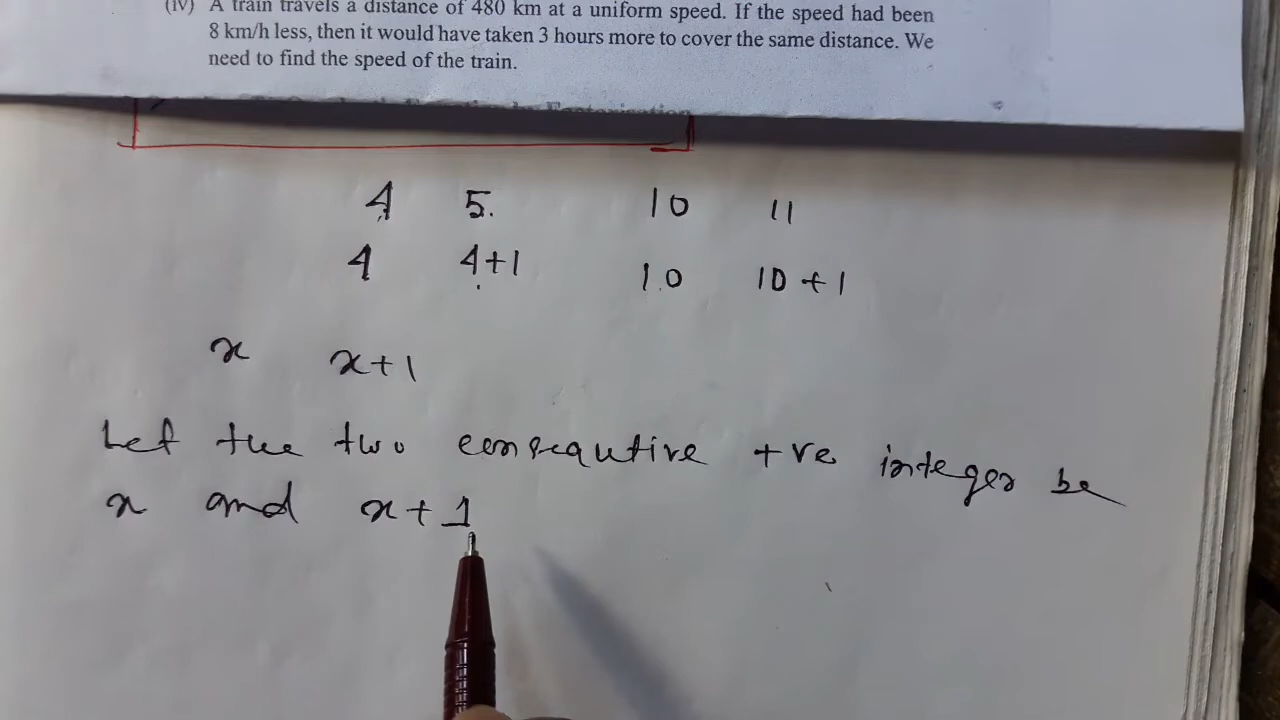 (iv) A train travels a distance of 480 km at a uniform speed. If the speed had been
8 km/h less, then it would have taken 3 hours more to cover the same distance. We
need to find the speed of the train.
4 5. 10 11
4 4+1 10 10+1
x x+1
Let the two consequtive +ve integer be
x and x+1